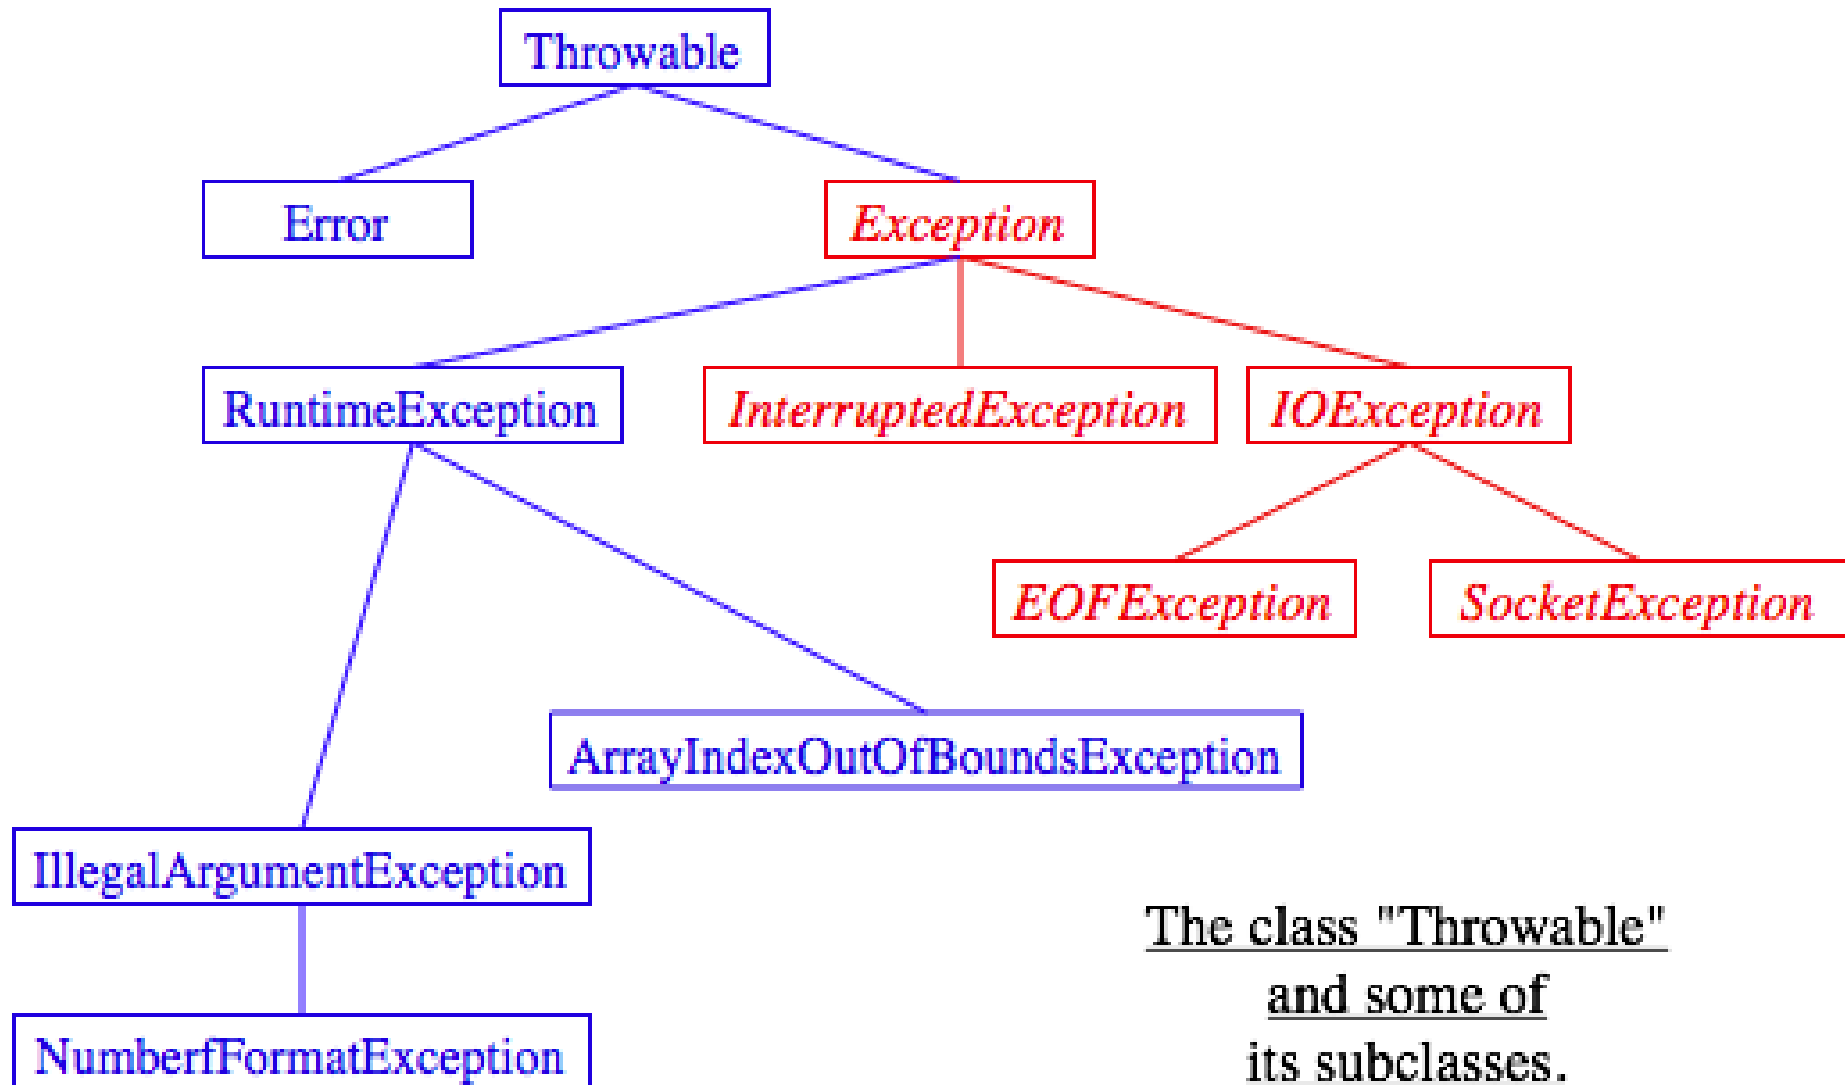 Throwable
Error
Exception
RuntimeException
InterruptedException
IOException
EOFException
SocketException
ArrayIndexOutOfBoundsException
IllegalArgumentException
NumberfFormatException
The class "Throwable"
and some of
its subclasses.